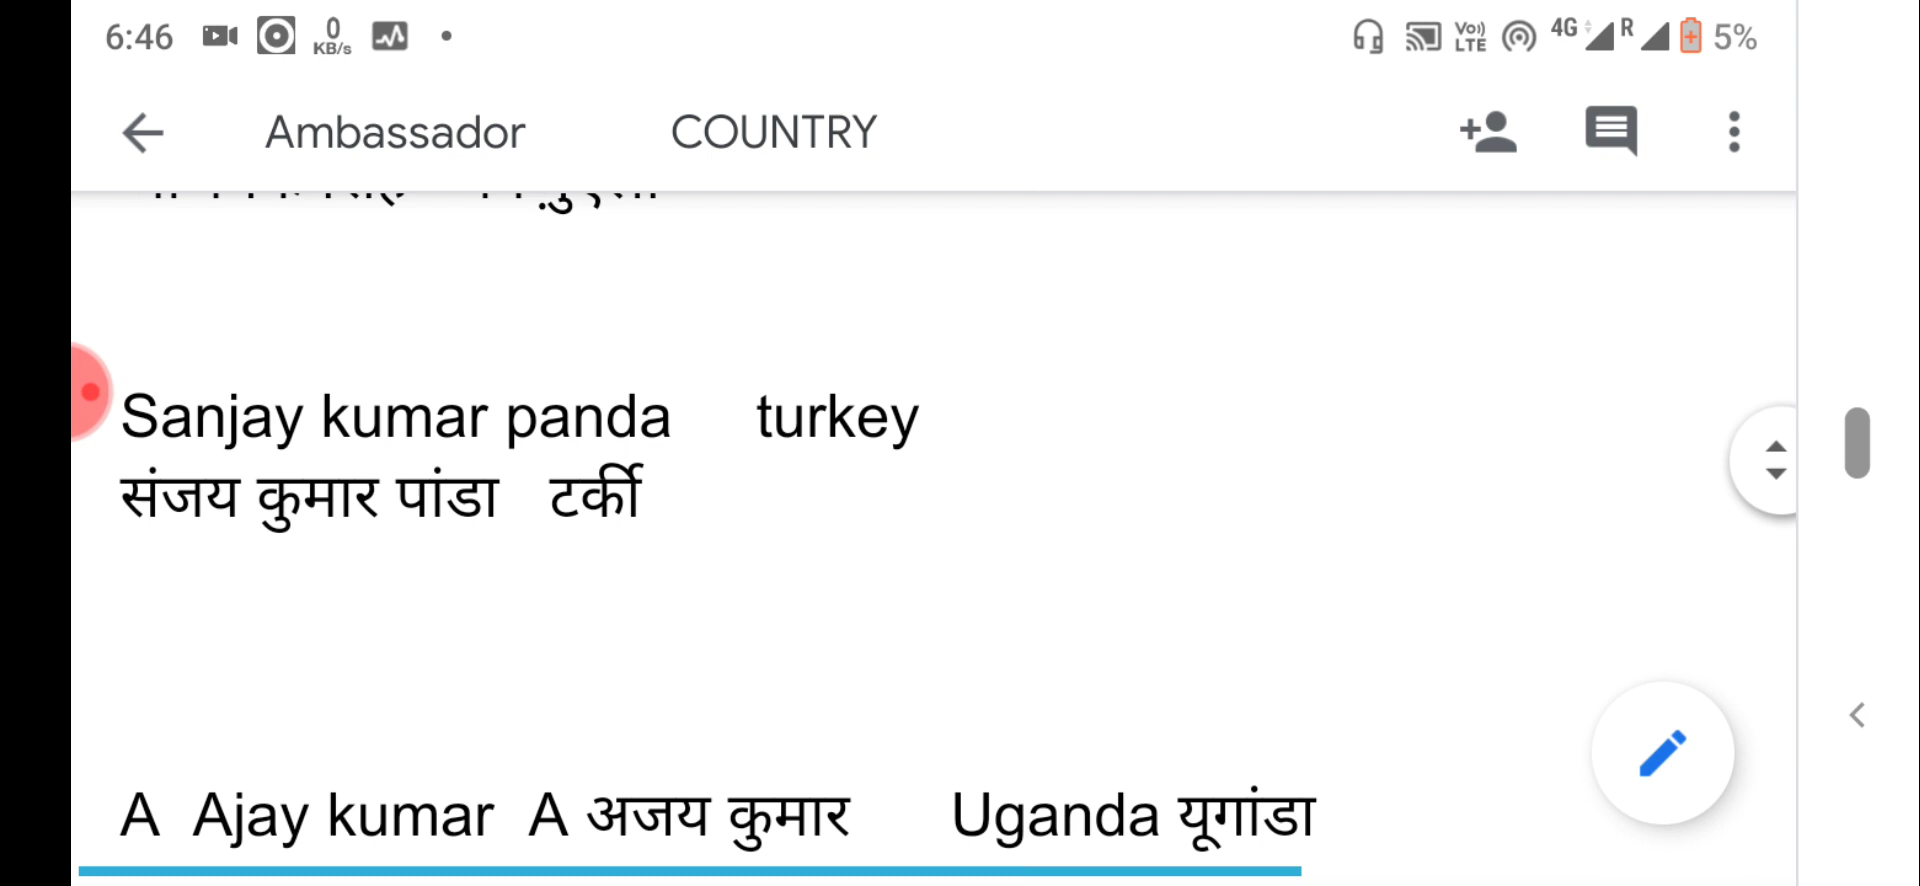 6:46 0 KB/s Vo)) LTE 4G R 5%
Ambassador COUNTRY
Sanjay kumar panda turkey
संजय कुमार पांडा टर्की
A Ajay kumar A अजय कुमार Uganda यूगांडा